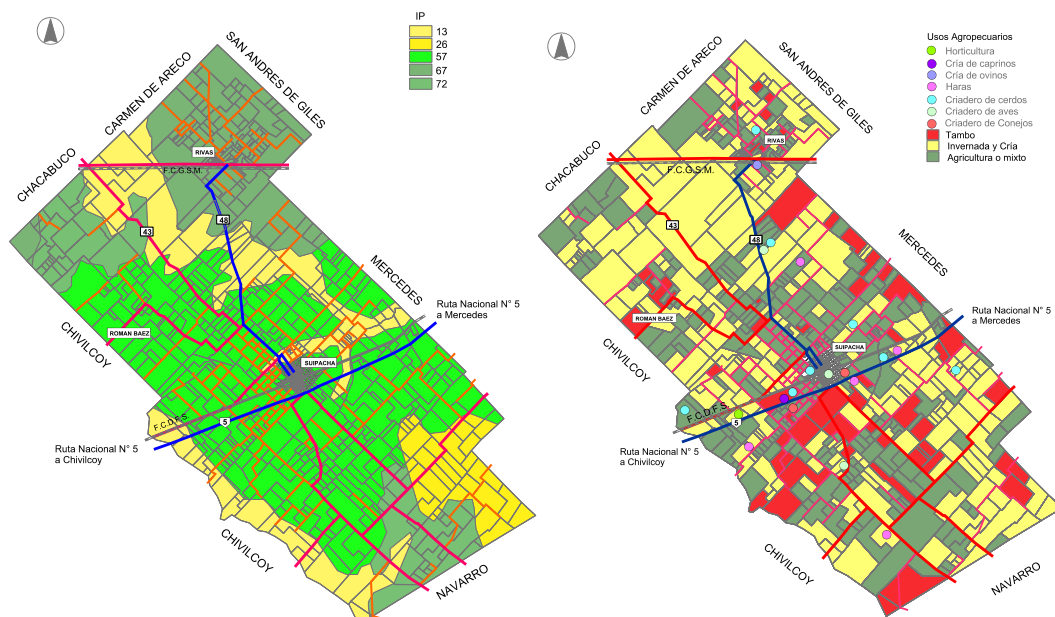 IP
13
26
57
67
72
CARMEN DE ARECO
SAN ANDRES DE GILES
CHACABUCO
RIVAS
F.C.G.S.M.
43
48
MERCEDES
Ruta Nacional N° 5
a Mercedes
ROMAN BAEZ
CHIVILCOY
SUIPACHA
F.C.D.F.S.
5
Ruta Nacional N° 5
a Chivilcoy
CHIVILCOY
NAVARRO
Usos Agropecuarios
Horticultura
Cría de caprinos
Cría de ovinos
Haras
Criadero de cerdos
Criadero de aves
Criadero de Conejos
Tambo
Invernada y Cría
Agricultura o mixto
CARMEN DE ARECO
SAN ANDRES DE GILES
CHACABUCO
RIVAS
F.C.G.S.M.
43
48
MERCEDES
Ruta Nacional N° 5
a Mercedes
ROMAN BAEZ
CHIVILCOY
SUIPACHA
F.C.D.F.S.
5
Ruta Nacional N° 5
a Chivilcoy
CHIVILCOY
NAVARRO